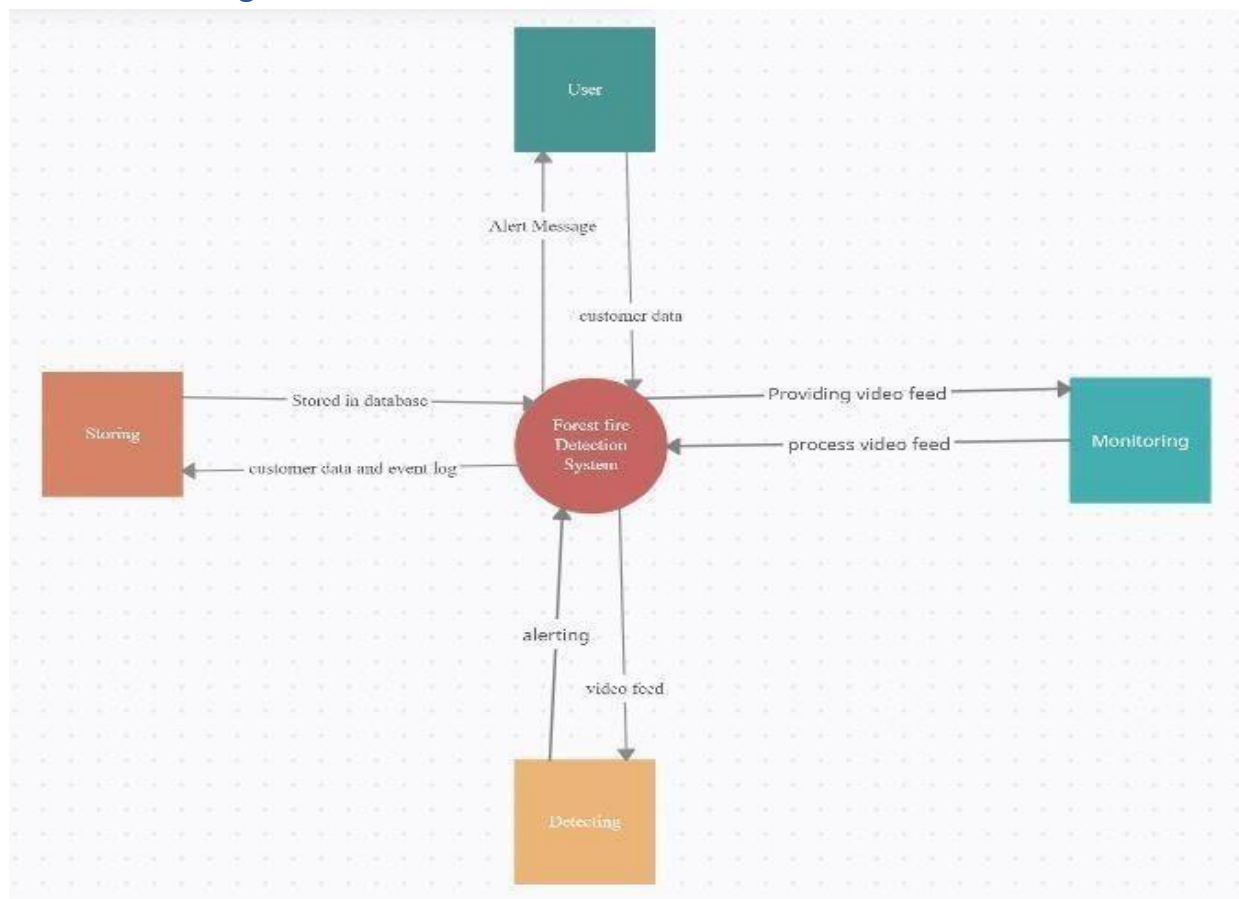 User
Alert Message
customer data
Stored in database
Providing video feed
Forest fire
Detection
System
Storing
Monitoring
process video feed
customer data and event log
alerting
video feed
Detecting